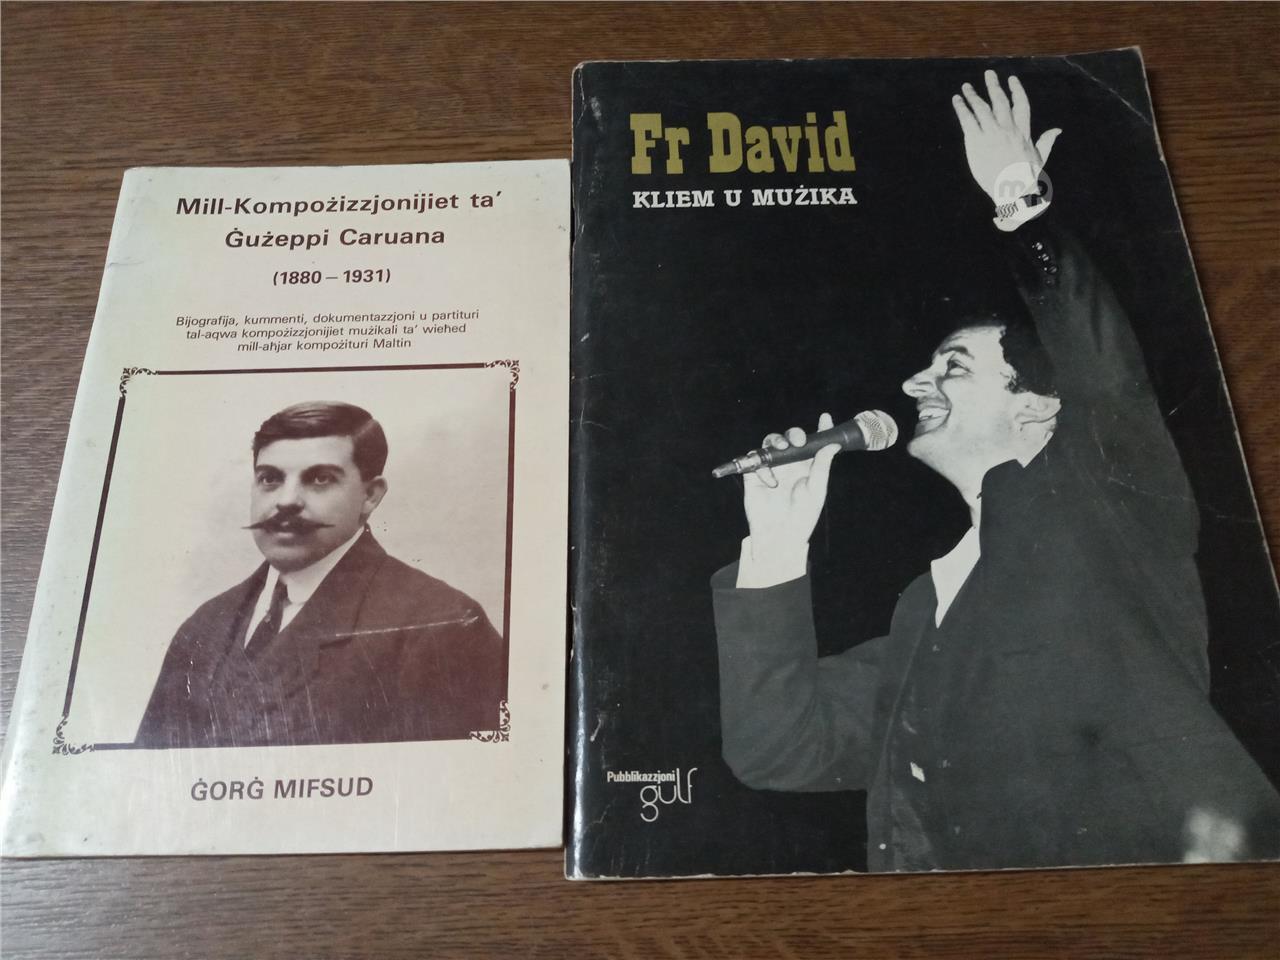 Mill-Kompożizzjonijiet ta'
Ġużeppi Caruana
(1880 – 1931)
Bijografija, kummenti, dokumentazzjoni u partituri
tal-aqwa kompożizzjonijiet mużikali ta' wieħed
mill-aħjar kompożituri Maltin
ĠORĠ MIFSUD
Fr David
KLIEM U MUŻIKA
Pubblikazzjoni
gulf